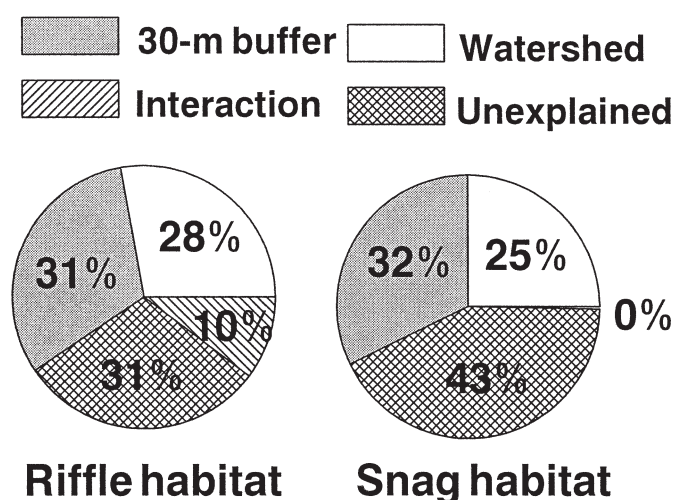 30-m buffer Watershed
Interaction Unexplained
28%
31%
10%
31%
32%
25%
0%
43%
Riffle habitat Snag habitat